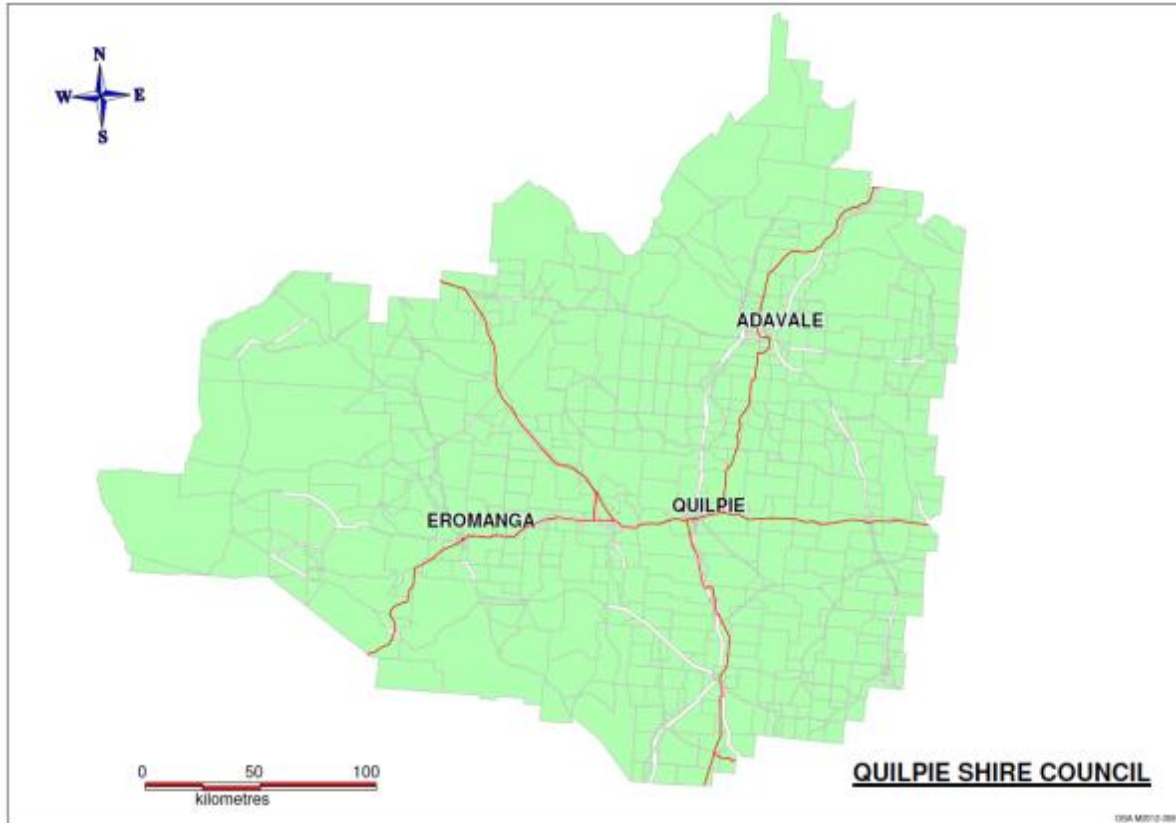 N
W E
S
ADAVALE
QUILPIE
EROMANGA
0 50 100
kilometres
QUILPIE SHIRE COUNCIL